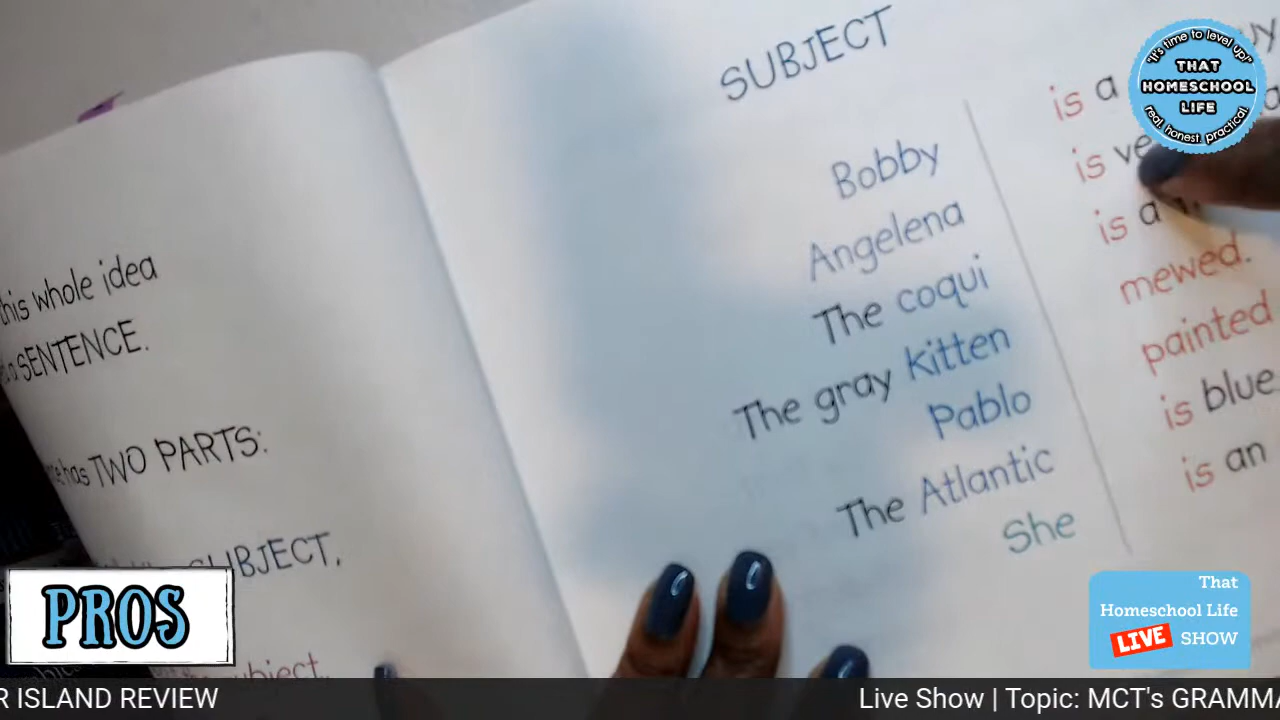 this whole idea
a SENTENCE.
has TWO PARTS:
SUBJECT,
subject,
SUBJECT
Bobby
Angelena
The coqui
The gray kitten
Pablo
The Atlantic
She
is a
is
is a
mewed.
painted
is blue
is an
"it's time to level up!"
THAT
HOMESCHOOL
LIFE
real. honest. practical.
PROS
That
Homeschool Life
LIVE SHOW
R ISLAND REVIEW
Live Show | Topic: MCT's GRAMMA